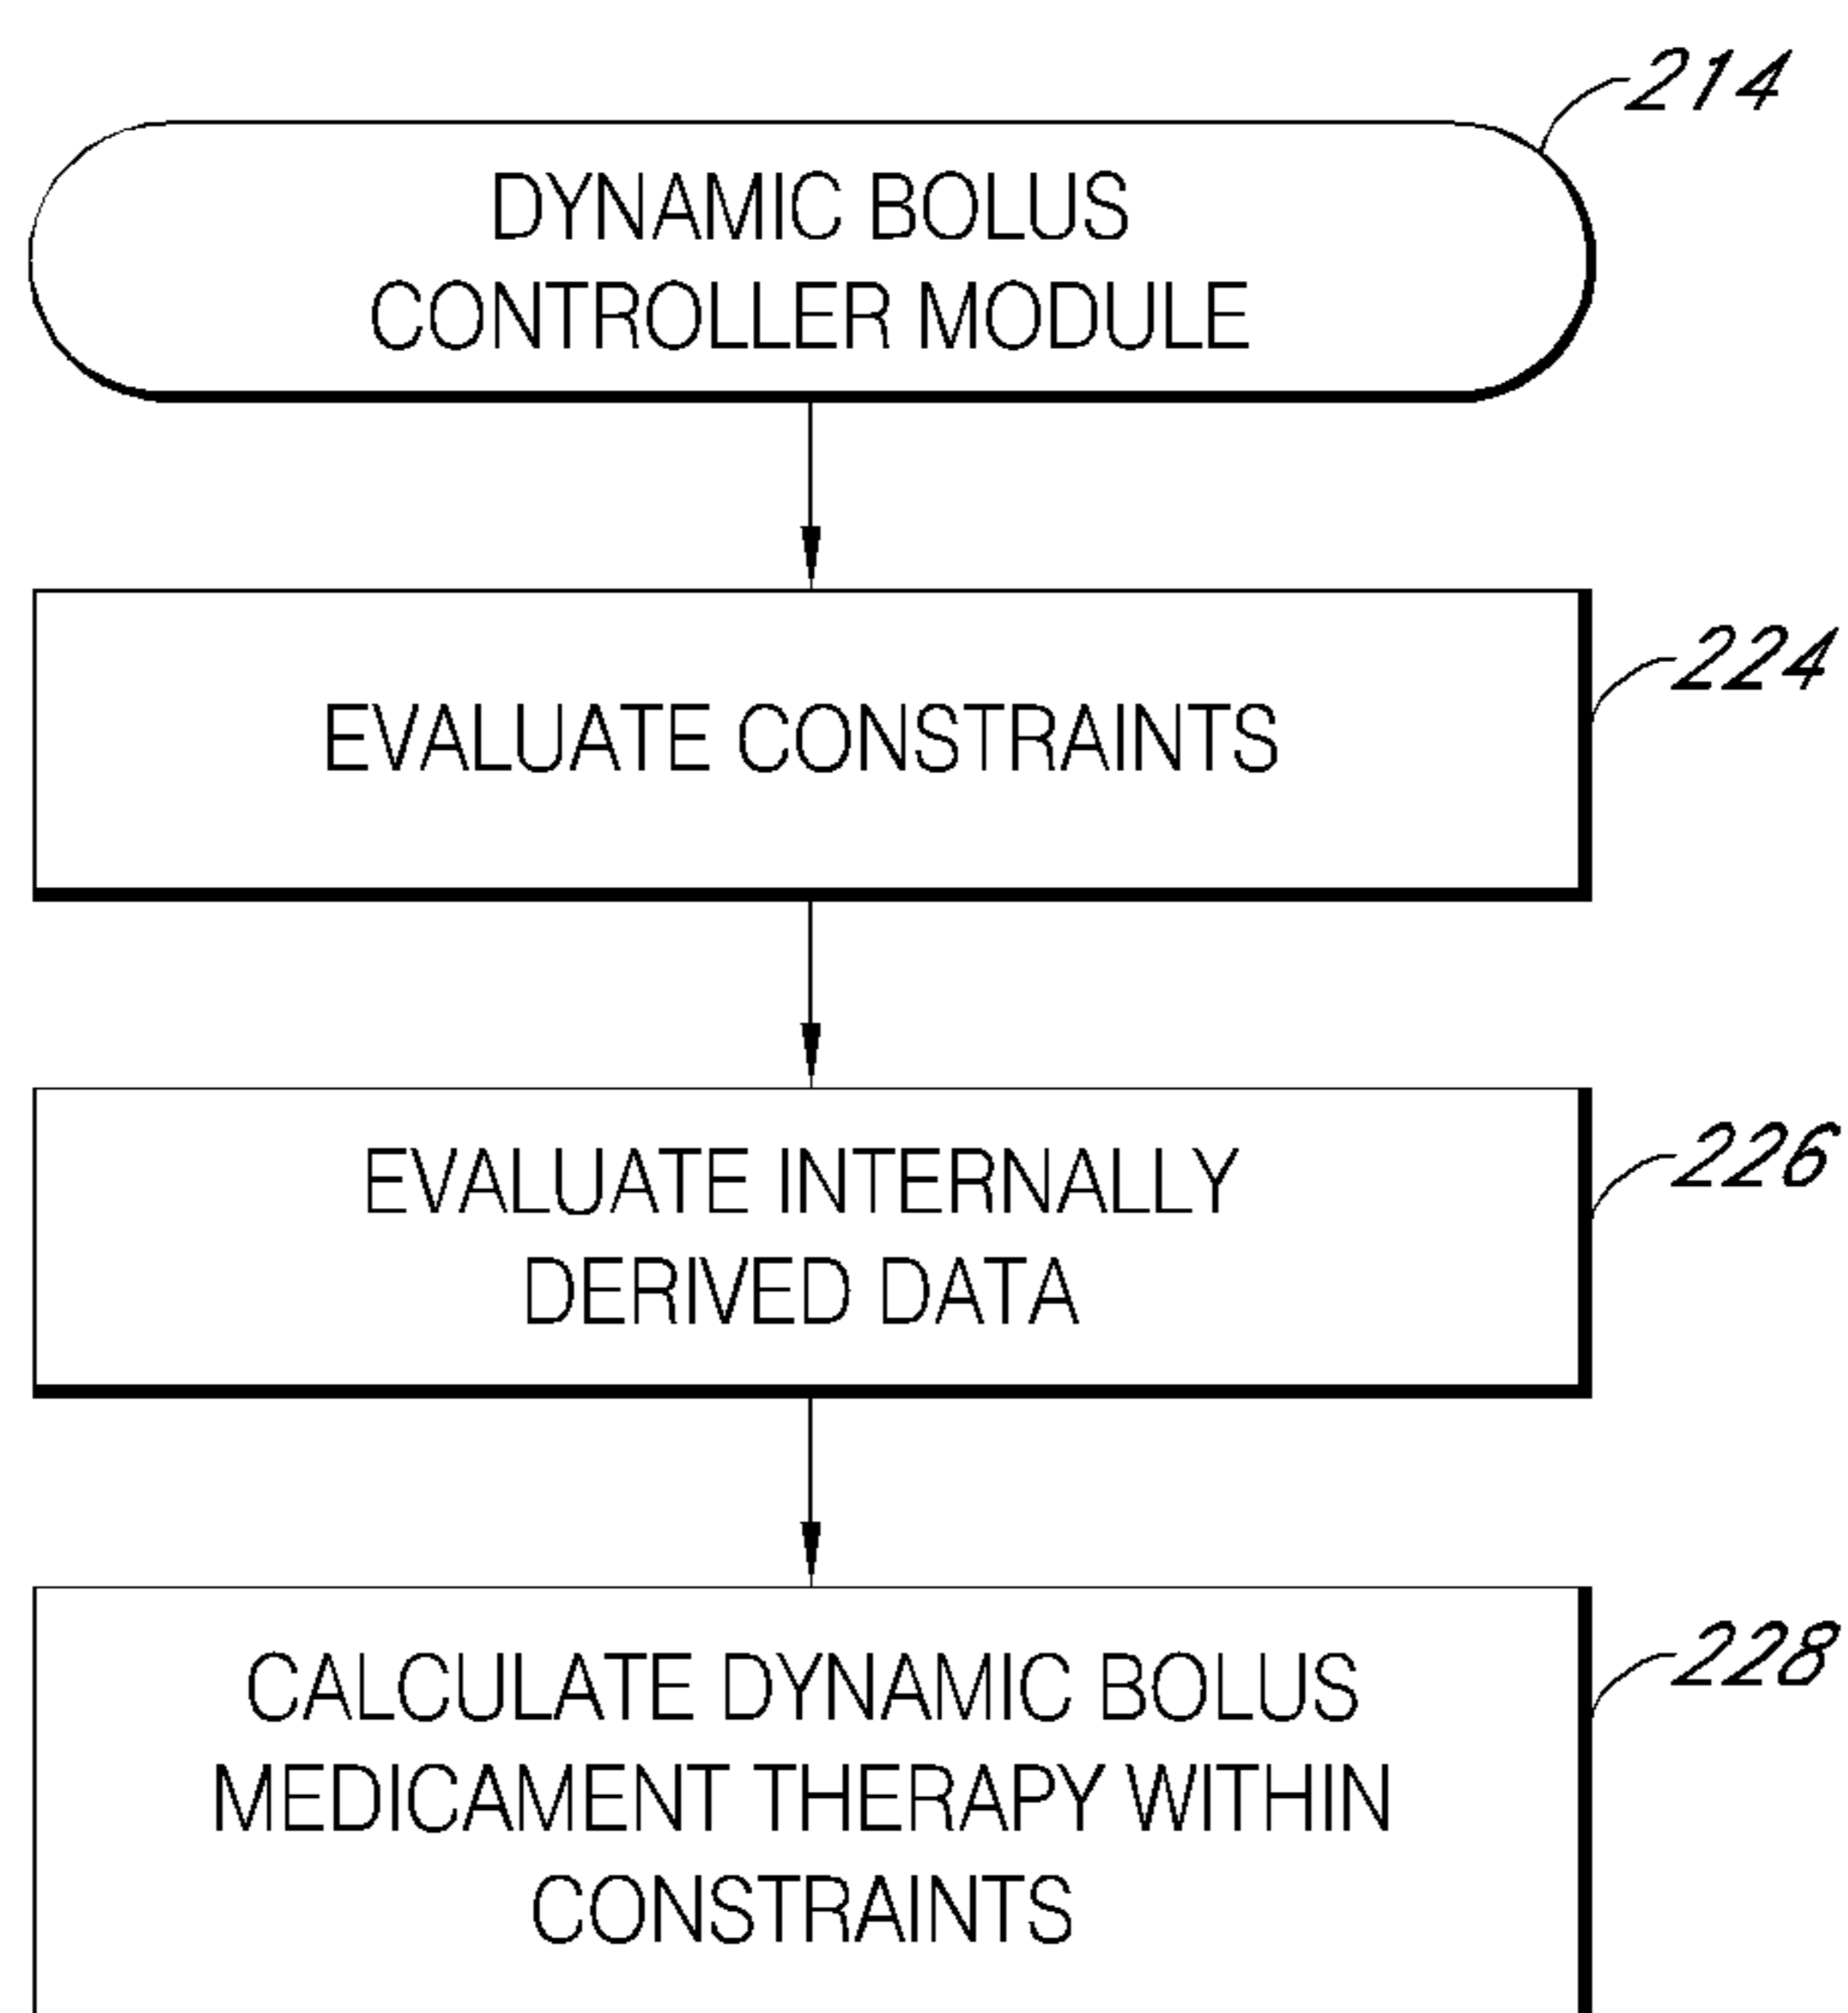 214
DYNAMIC BOLUS
CONTROLLER MODULE
224
EVALUATE CONSTRAINTS
226
EVALUATE INTERNALLY
DERIVED DATA
228
CALCULATE DYNAMIC BOLUS
MEDICAMENT THERAPY WITHIN
CONSTRAINTS